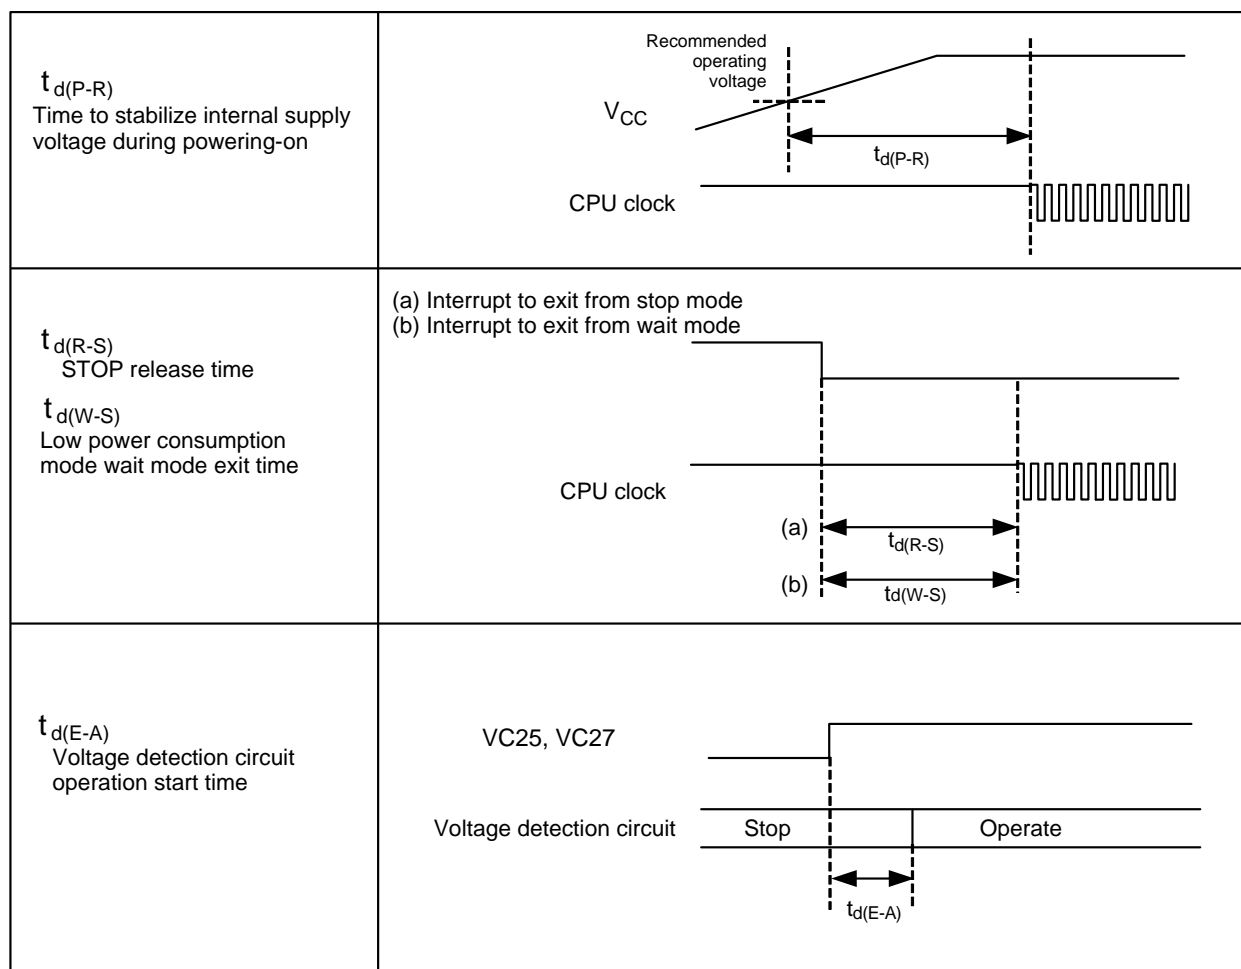 t d(P-R)
Time to stabilize internal supply
voltage during powering-on
Recommended
operating
voltage
VCC
td(P-R)
CPU clock
t d(R-S)
STOP release time
t d(W-S)
Low power consumption
mode wait mode exit time
(a) Interrupt to exit from stop mode
(b) Interrupt to exit from wait mode
CPU clock
(a)
td(R-S)
(b)
td(W-S)
t d(E-A)
Voltage detection circuit
operation start time
VC25, VC27
Voltage detection circuit
Stop
Operate
td(E-A)